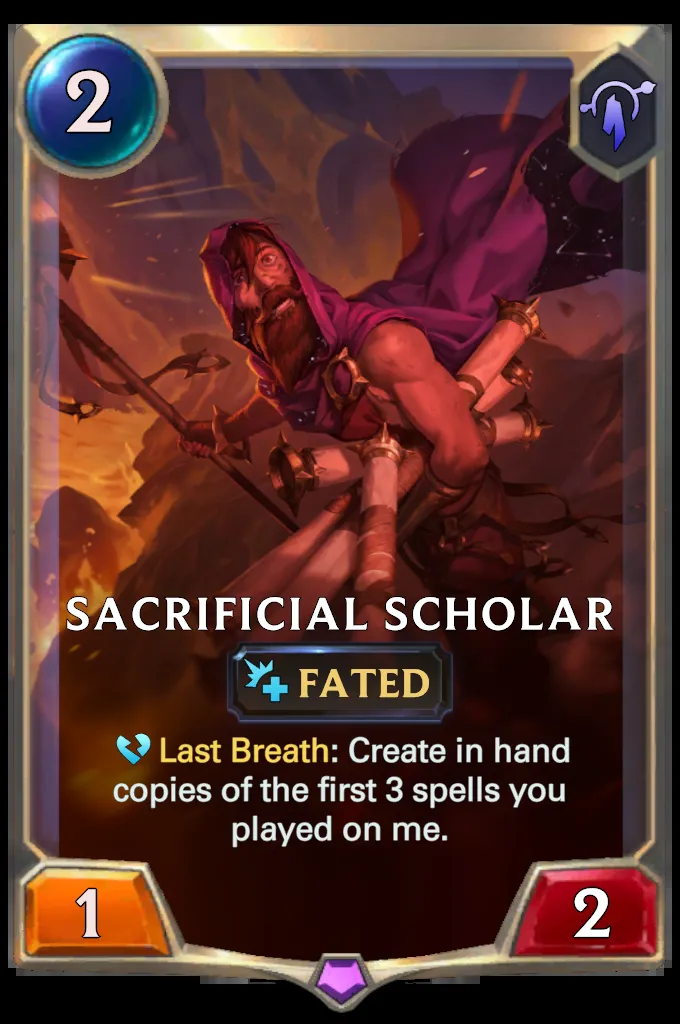 2
SACRIFICIAL SCHOLAR
FATED
Last Breath: Create in hand
copies of the first 3 spells you
played on me.
1
2